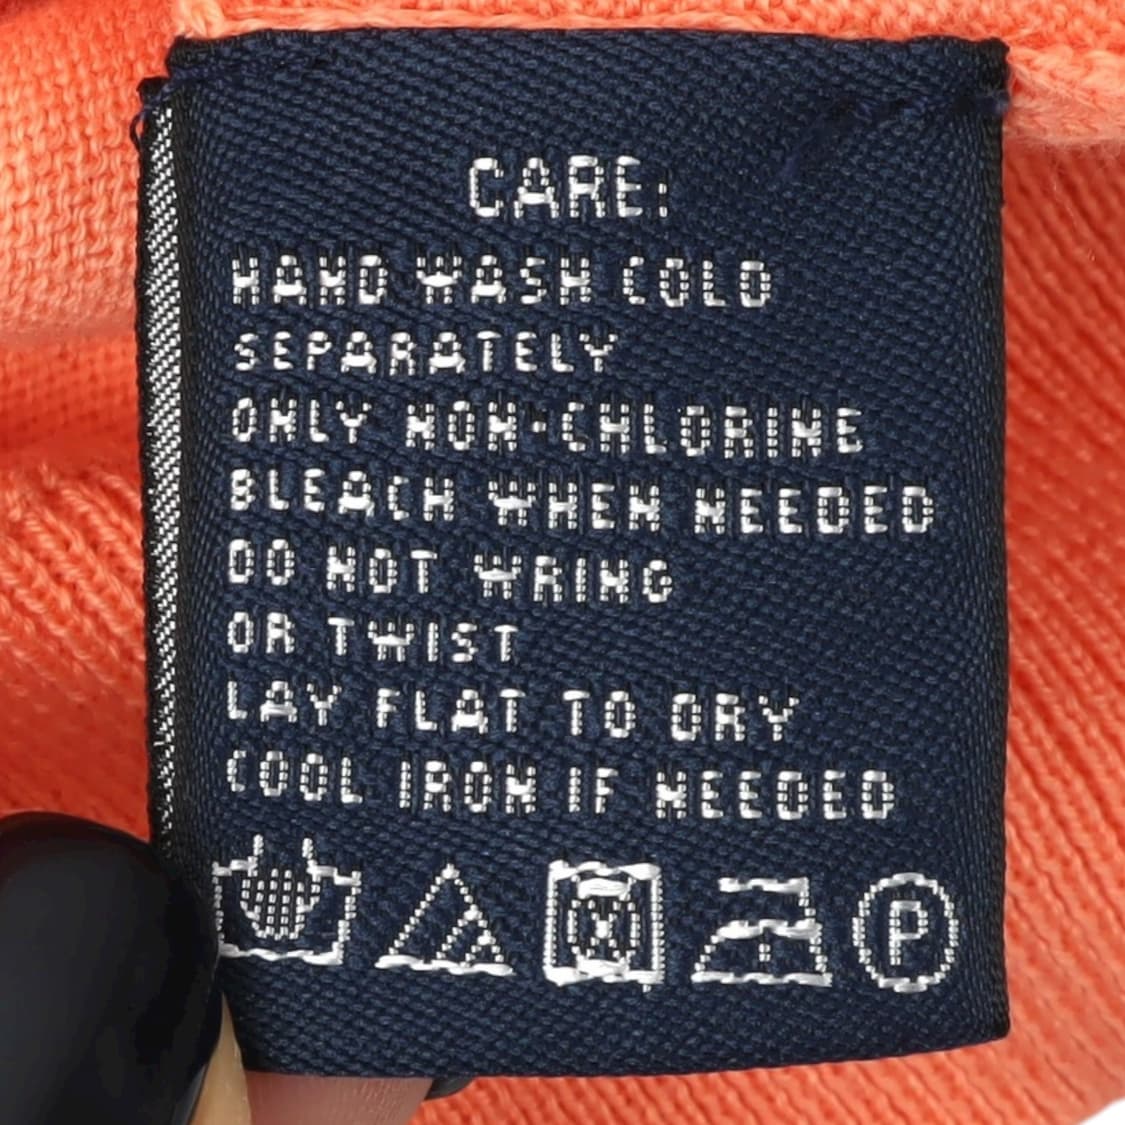 CARE:
HAND WASH COLD
SEPARATELY
ONLY NON-CHLORINE
BLEACH WHEN NEEDED
DO NOT WRING
OR TWIST
LAY FLAT TO DRY
COOL IRON IF NEEDED
P